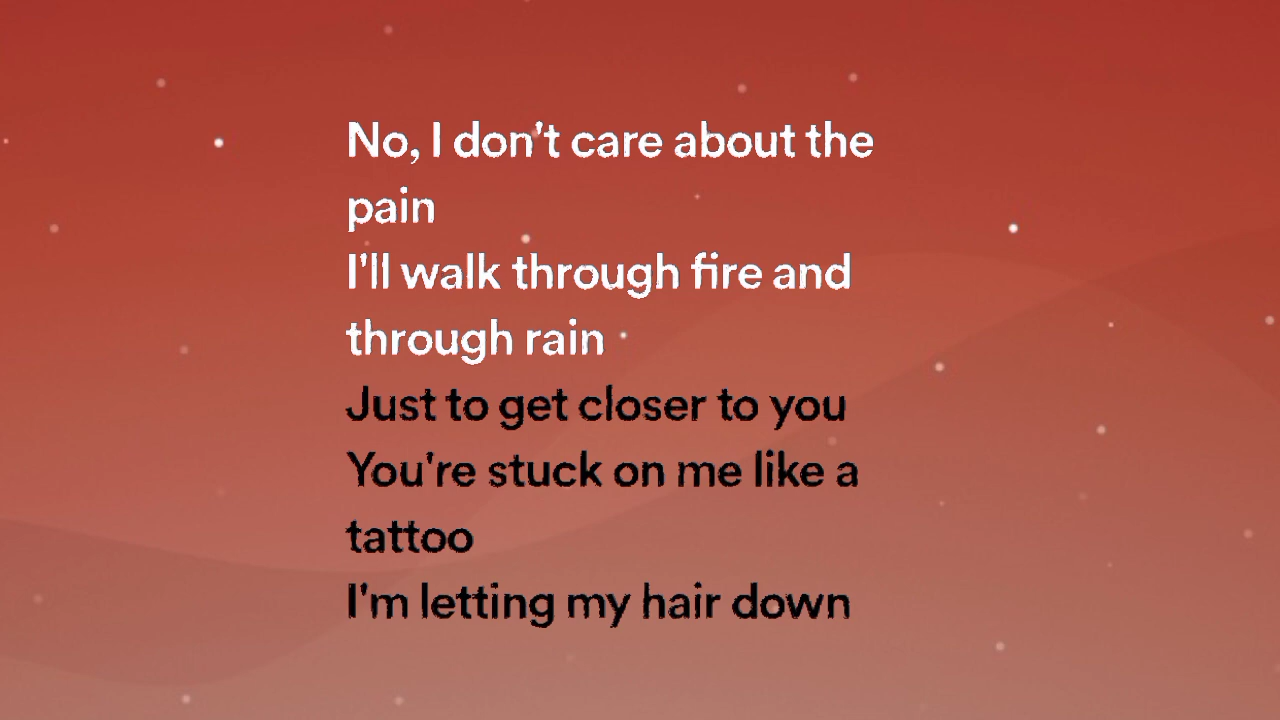 No, I don't care about the
pain
I'll walk through fire and
through rain
Just to get closer to you
You're stuck on me like a
tattoo
I'm letting my hair down